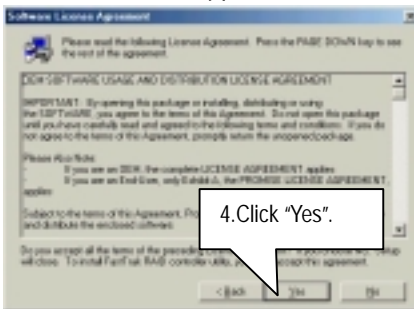 Software License Agreement
Please read the following License Agreement. Press the PAGE DOWN key to see
the rest of the agreement.
OEM SOFTWARE USAGE AND DISTRIBUTION LICENSE AGREEMENT
IMPORTANT: By opening this package or installing, distributing or using
the SOFTWARE, you agree to the terms of this Agreement. Do not open this package
until you have carefully read and agreed to the following terms and conditions. If you do
not agree to the terms of this Agreement, promptly return the unopened package.
Please Also Note:
If you are an OEM, the complete LICENSE AGREEMENT applies
If you are an End-User, only Exhibit A, the PROMISE LICENSE AGREEMENT,
applies
Subject to the terms of this Agreement,
and distribute the enclosed software
4.Click “Yes”.
Do you accept all the terms of the preceding
will close. To install FastTrak RAID controller utility, you accept this agreement.
< Back
Yes
No